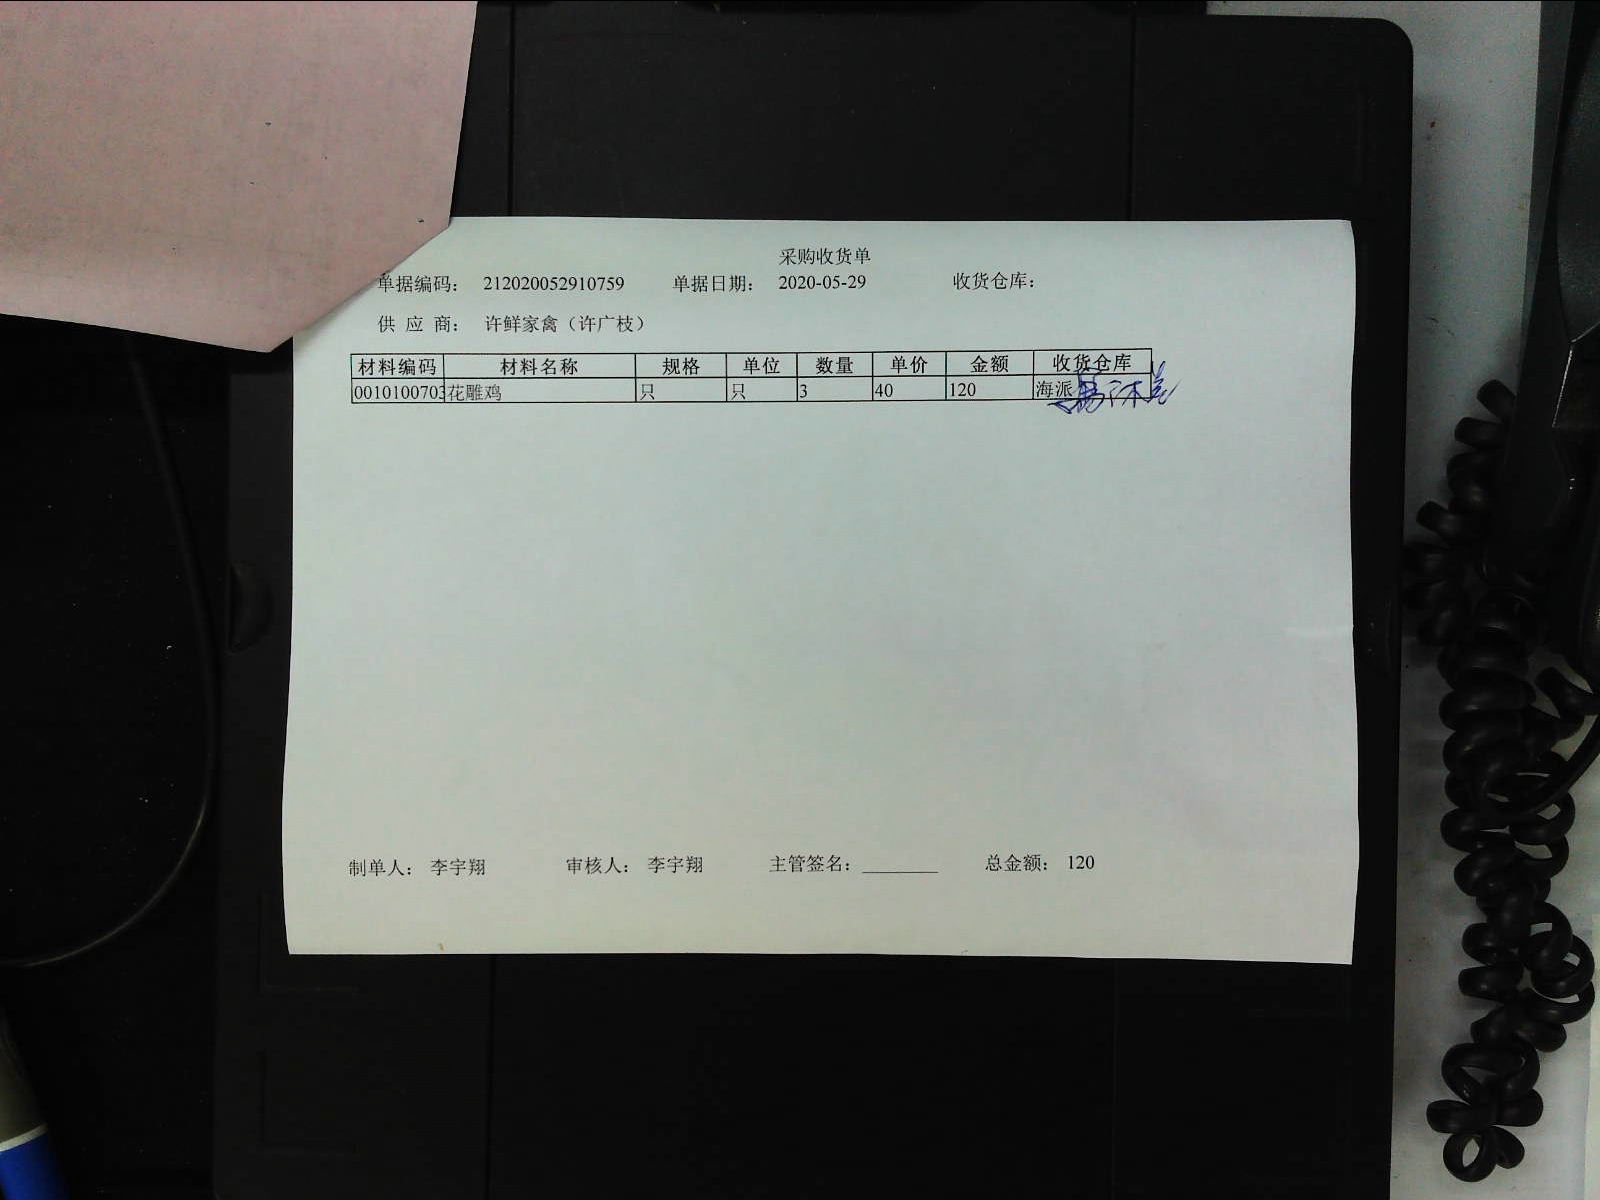 采购收货单
单据编码： 212020052910759 单据日期： 2020-05-29 收货仓库：
供 应 商： 许鲜家禽（许广枝）
材料编码 材料名称 规格 单位 数量 单价 金额 收货仓库
0010100703 花雕鸡 只 只 3 40 120 海派
制单人： 李宇翔 审核人： 李宇翔 主管签名： 总金额： 120